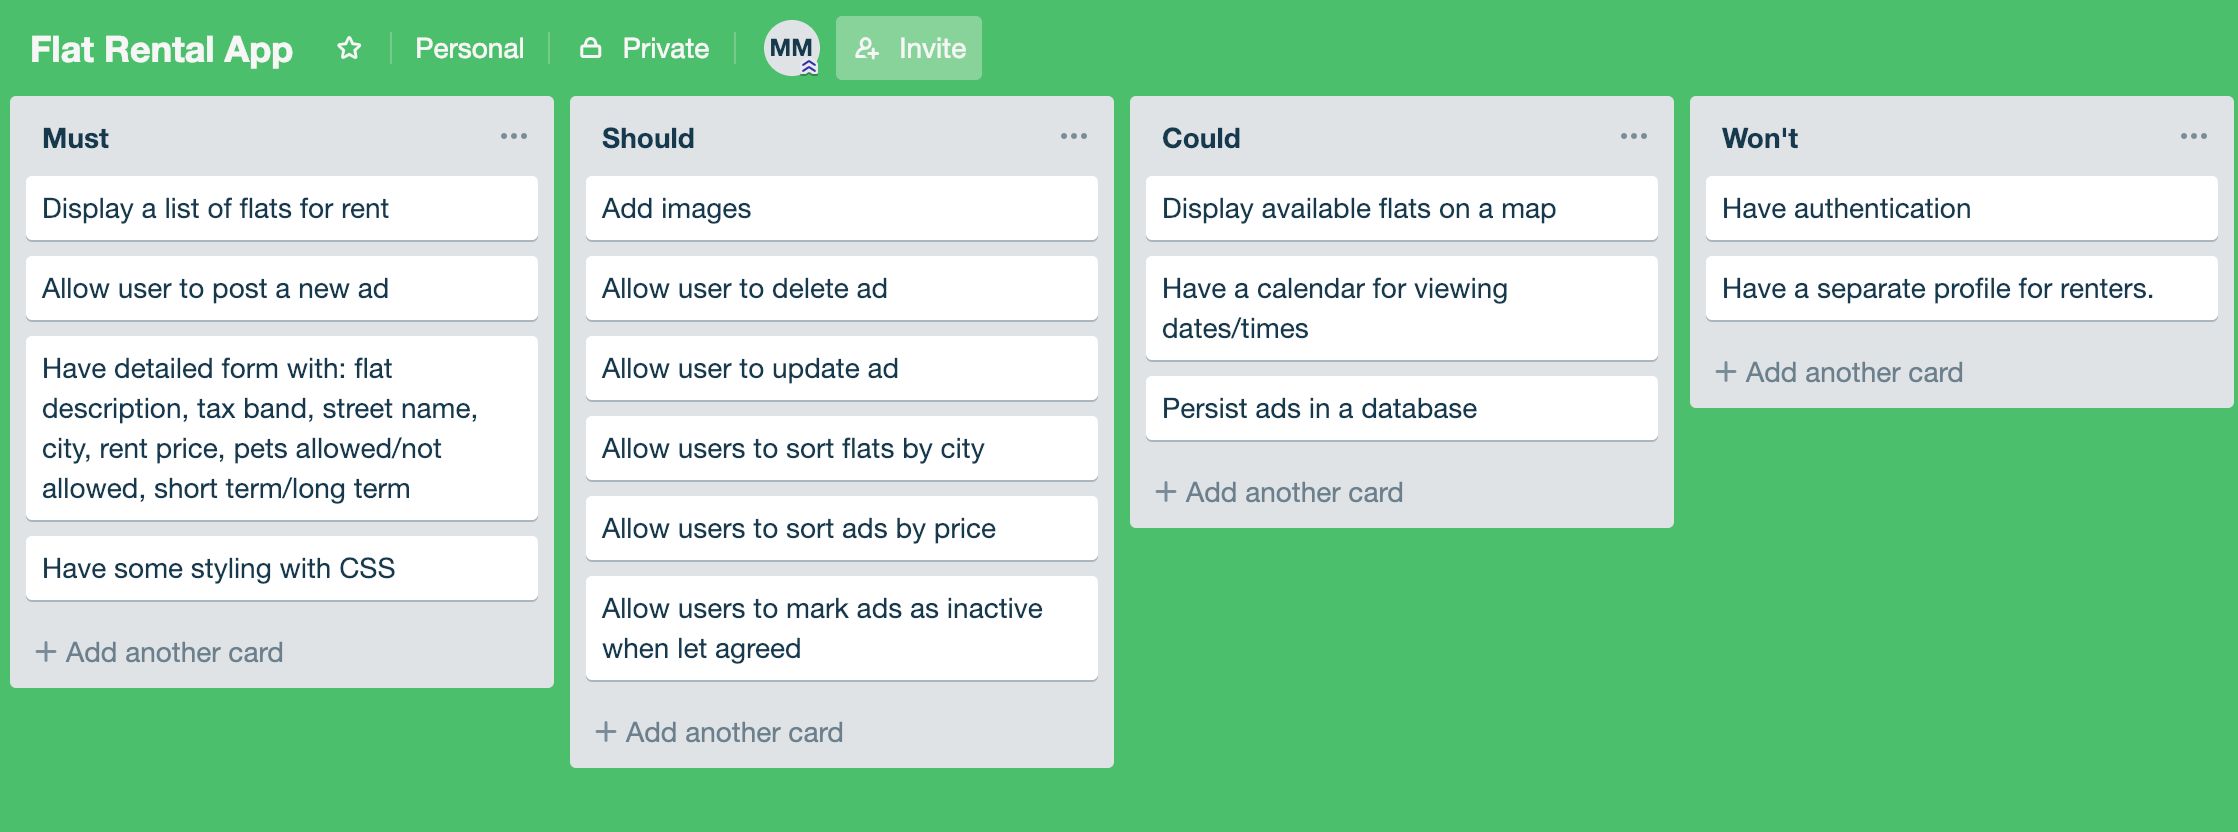 Flat Rental App
Personal
Private
MM
Invite
Must
Display a list of flats for rent
Allow user to post a new ad
Have detailed form with: flat
description, tax band, street name,
city, rent price, pets allowed/not
allowed, short term/long term
Have some styling with CSS
+ Add another card
Should
Add images
Allow user to delete ad
Allow user to update ad
Allow users to sort flats by city
Allow users to sort ads by price
Allow users to mark ads as inactive
when let agreed
+ Add another card
Could
Display available flats on a map
Have a calendar for viewing
dates/times
Persist ads in a database
+ Add another card
Won't
Have authentication
Have a separate profile for renters.
+ Add another card